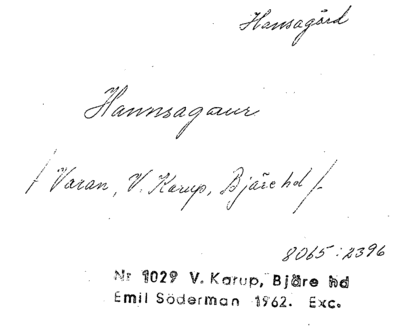 Hansagård
Hannsagaur
/ Varan, V. Karup, Bjäre hd /.
8065:2396
Nr 1029 V. Karup, Bjäre hd
Emil Söderman 1962. Exc.